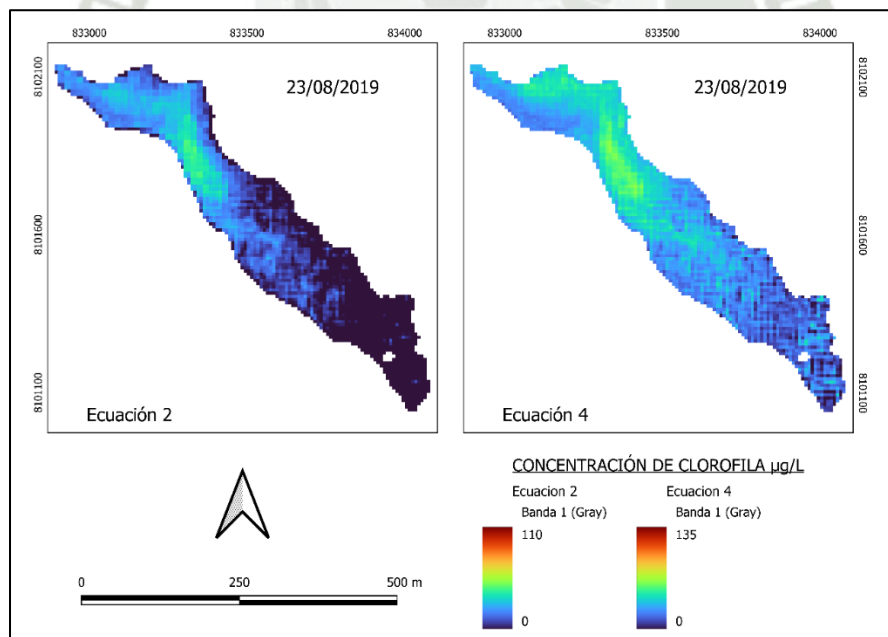 833000 833500 834000 833000 833500 834000
8102100 23/08/2019 23/08/2019 8102100
8101600 8101600
8101100 8101100
Ecuación 2 Ecuación 4
CONCENTRACIÓN DE CLOROFILA µg/L
Ecuacion 2 Ecuacion 4
Banda 1 (Gray) Banda 1 (Gray)
110 135
0 0
0 250 500 m